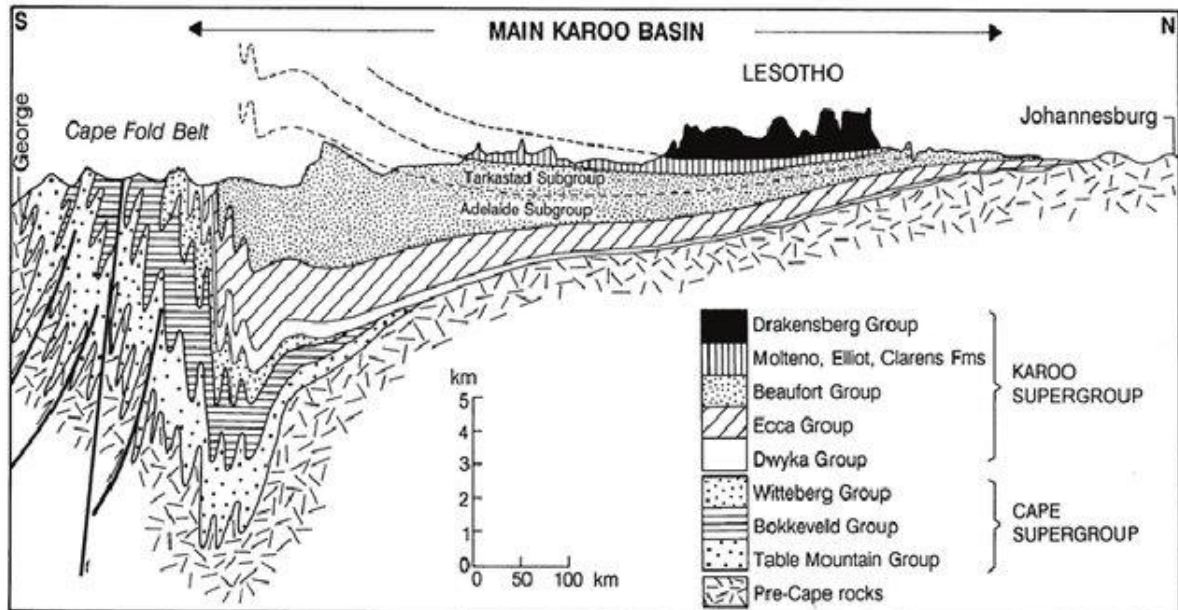 S
MAIN KAROO BASIN
N
LESOTHO
George
Cape Fold Belt
Johannesburg
Tarkastad Subgroup
Adelaide Subgroup
km
5
4
3
2
1
0
0 50 100 km
Drakensberg Group
Molteno, Elliot, Clarens Fms
Beaufort Group
Ecca Group
Dwyka Group
KAROO
SUPERGROUP
Witteberg Group
Bokkeveld Group
Table Mountain Group
CAPE
SUPERGROUP
Pre-Cape rocks
f